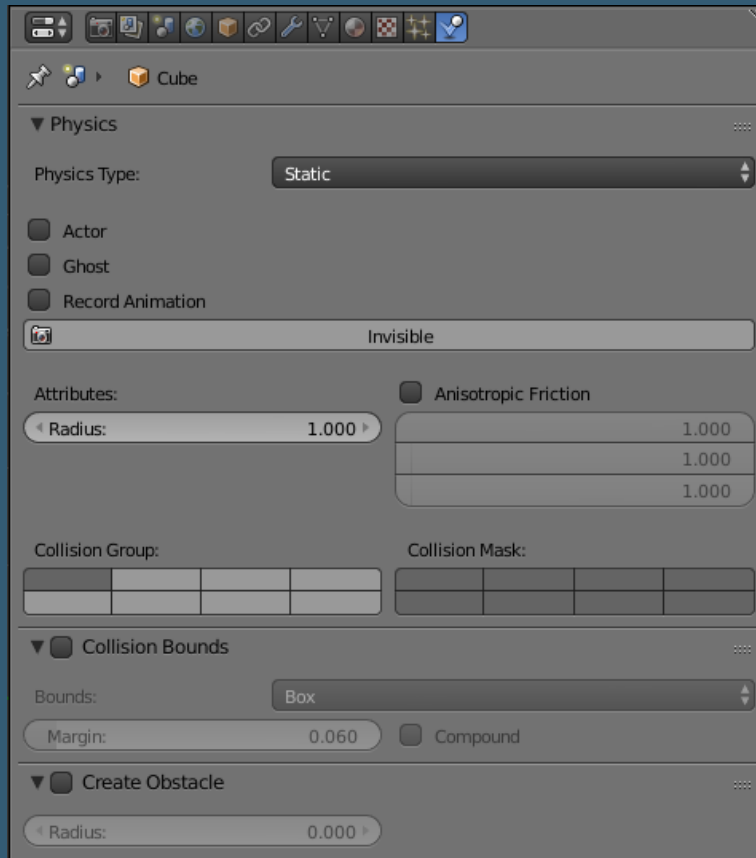 Cube
Physics
Physics Type: Static
Actor
Ghost
Record Animation
Invisible
Attributes: Anisotropic Friction
Radius: 1.000 1.000
1.000
1.000
Collision Group: Collision Mask:
Collision Bounds
Bounds: Box
Margin: 0.060 Compound
Create Obstacle
Radius: 0.000